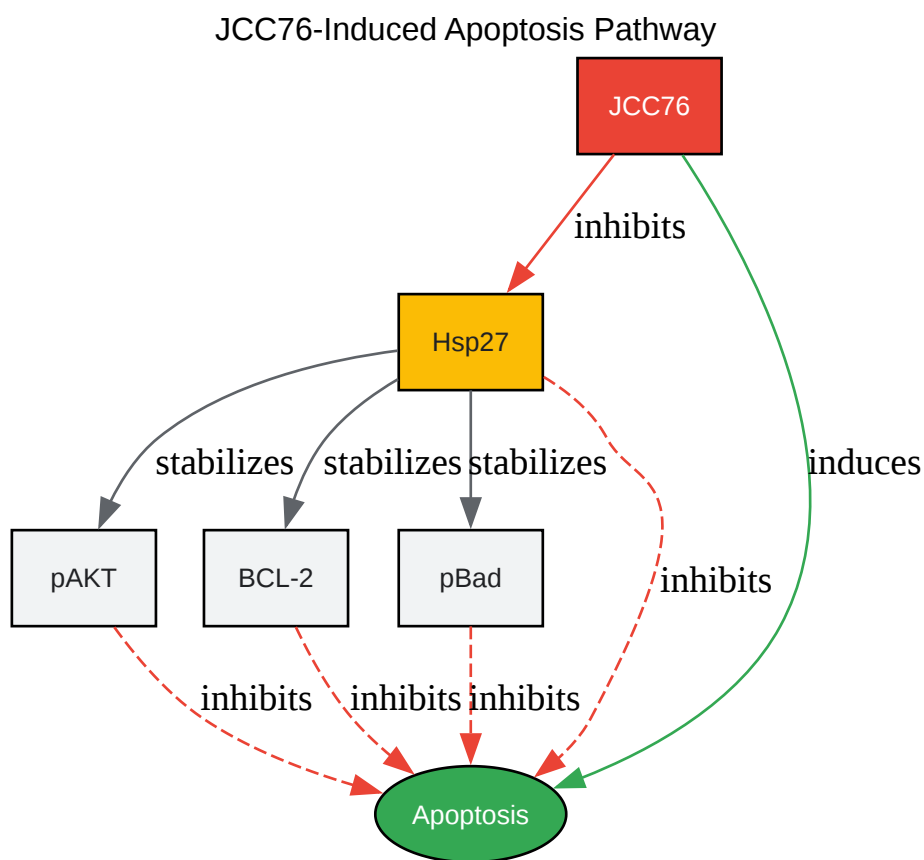 JCC76-Induced Apoptosis Pathway
JCC76
inhibits
Hsp27
stabilizes
stabilizes
stabilizes
induces
pAKT
BCL-2
pBad
inhibits
inhibits
inhibits
inhibits
Apoptosis